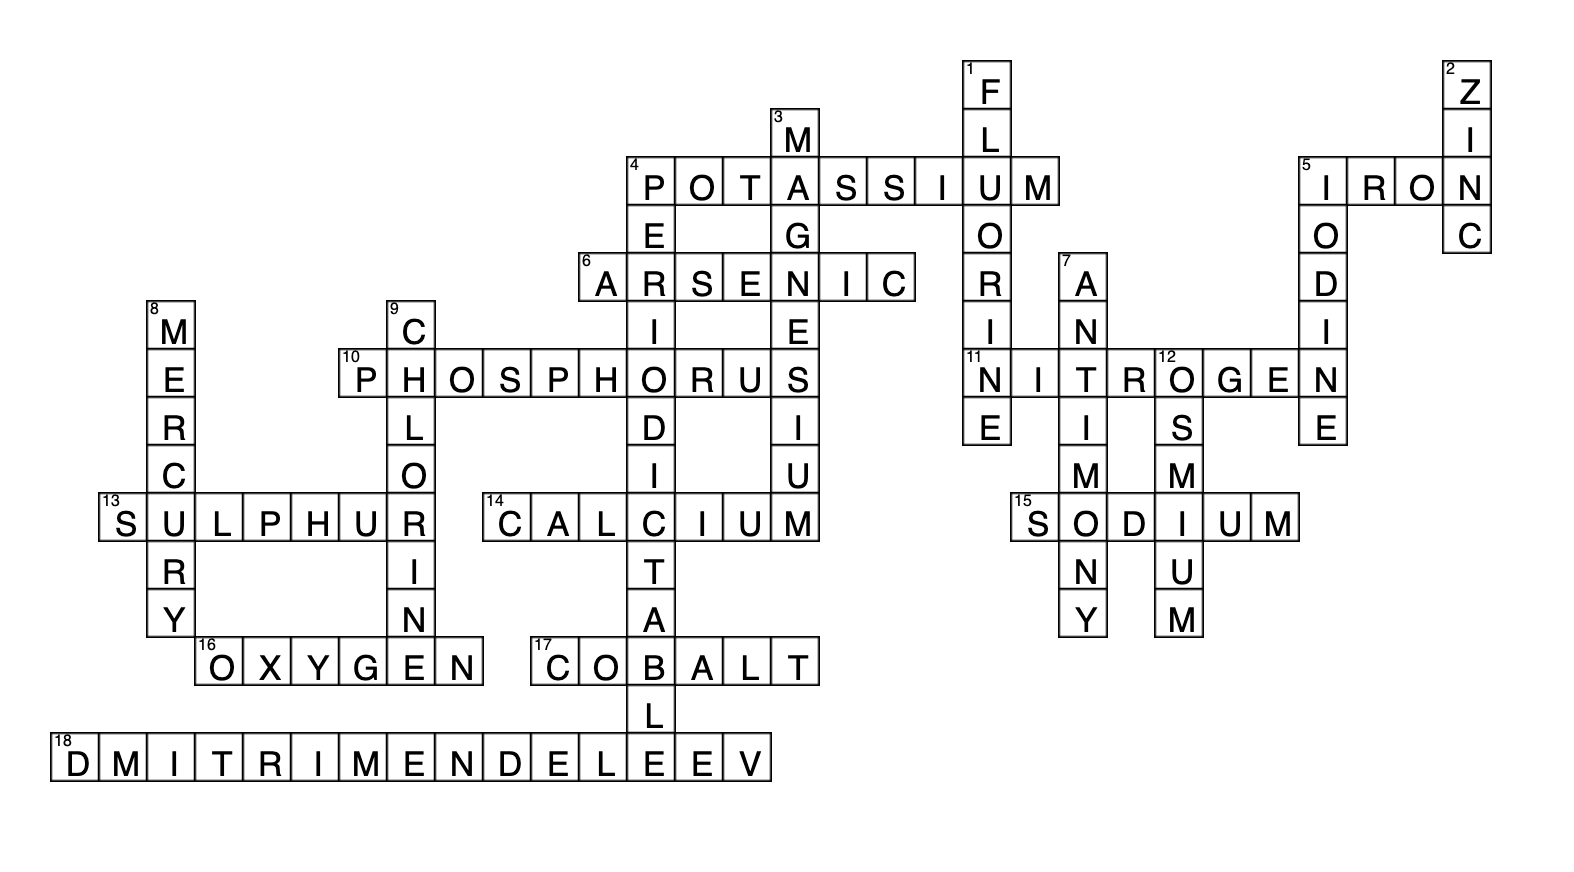 1 FLUORINE
2 ZINC
3 MAGNESIUM
4 POTASSIUM
PERIODICTABLE
5 IRON
IODINE
6 ARSENIC
7 ANTIMONY
8 MERCURY
9 CHLORINE
10 PHOSPHORUS
11 NITROGEN
12 OSMIUM
13 SULPHUR
14 CALCIUM
15 SODIUM
16 OXYGEN
17 COBALT
18 DMITRIMENDELEEV